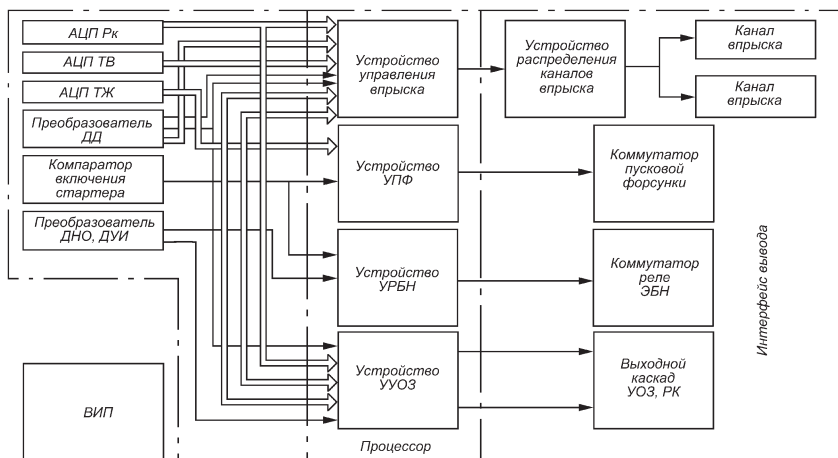 АЦП Рк
АЦП ТВ
АЦП ТЖ
Преобразователь
ДД
Компаратор
включения
стартера
Преобразователь
ДНО, ДУИ
ВИП
Устройство
управления
впрыска
Устройство
УПФ
Устройство
УРБН
Устройство
УУОЗ
Процессор
Устройство
распределения
каналов
впрыска
Канал
впрыска
Канал
впрыска
Коммутатор
пусковой
форсунки
Коммутатор
реле
ЭБН
Выходной
каскад
УОЗ, РК
Интерфейс вывода